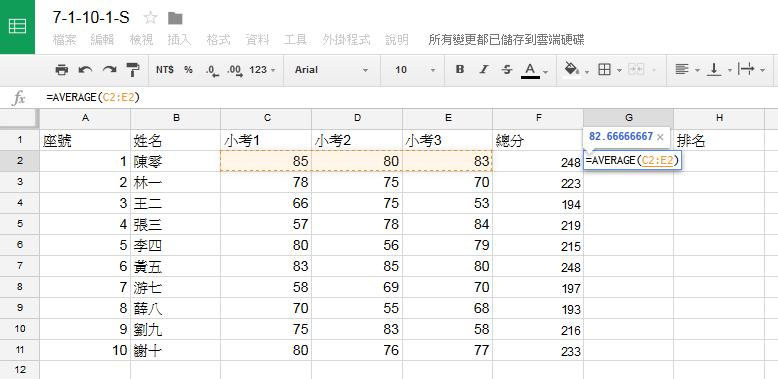 7-1-10-1-S
檔案 編輯 檢視 插入 格式 資料 工具 外掛程式 說明 所有變更都已儲存到雲端硬碟
NT$ % .0 .00 123 Arial 10 B I S A
fx =AVERAGE(C2:E2)
A B C D E F G H
82.66666667 ×
1 座號 姓名 小考1 小考2 小考3 總分 排名
2 1 陳零 85 80 83 248 =AVERAGE(C2:E2)
3 2 林一 78 75 70 223
4 3 王二 66 75 53 194
5 4 張三 57 78 84 219
6 5 李四 80 56 79 215
7 6 黃五 83 85 80 248
8 7 游七 58 69 70 197
9 8 薛八 70 55 68 193
10 9 劉九 75 83 58 216
11 10 謝十 80 76 77 233
12